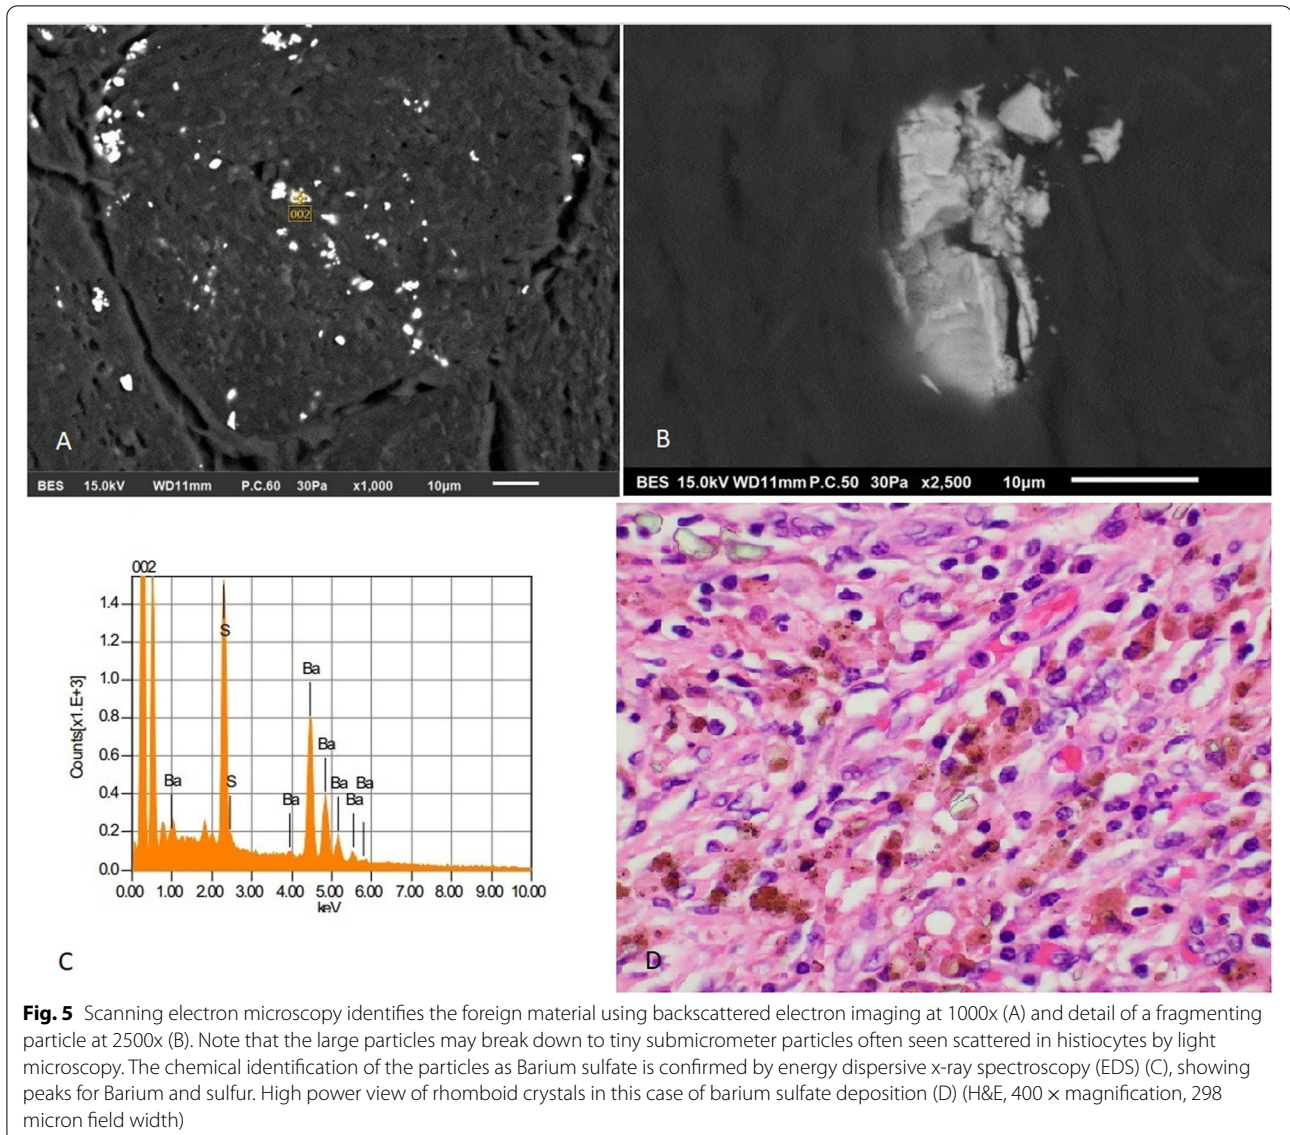 002
A
BES 15.0kV WD11mm P.C.60 30Pa x1,000 10µm
B
BES 15.0kV WD11mm P.C.50 30Pa x2,500 10µm
002
1.4
1.2
1.0
0.8
0.6
0.4
0.2
0.0
Counts[x1.E+3]
S
Ba
Ba
Ba
S
Ba
Ba
Ba
Ba
0.00 1.00 2.00 3.00 4.00 5.00 6.00 7.00 8.00 9.00 10.00
keV
C
D
Fig. 5 Scanning electron microscopy identifies the foreign material using backscattered electron imaging at 1000x (A) and detail of a fragmenting
particle at 2500x (B). Note that the large particles may break down to tiny submicrometer particles often seen scattered in histiocytes by light
microscopy. The chemical identification of the particles as Barium sulfate is confirmed by energy dispersive x-ray spectroscopy (EDS) (C), showing
peaks for Barium and sulfur. High power view of rhomboid crystals in this case of barium sulfate deposition (D) (H&E, 400 × magnification, 298
micron field width)